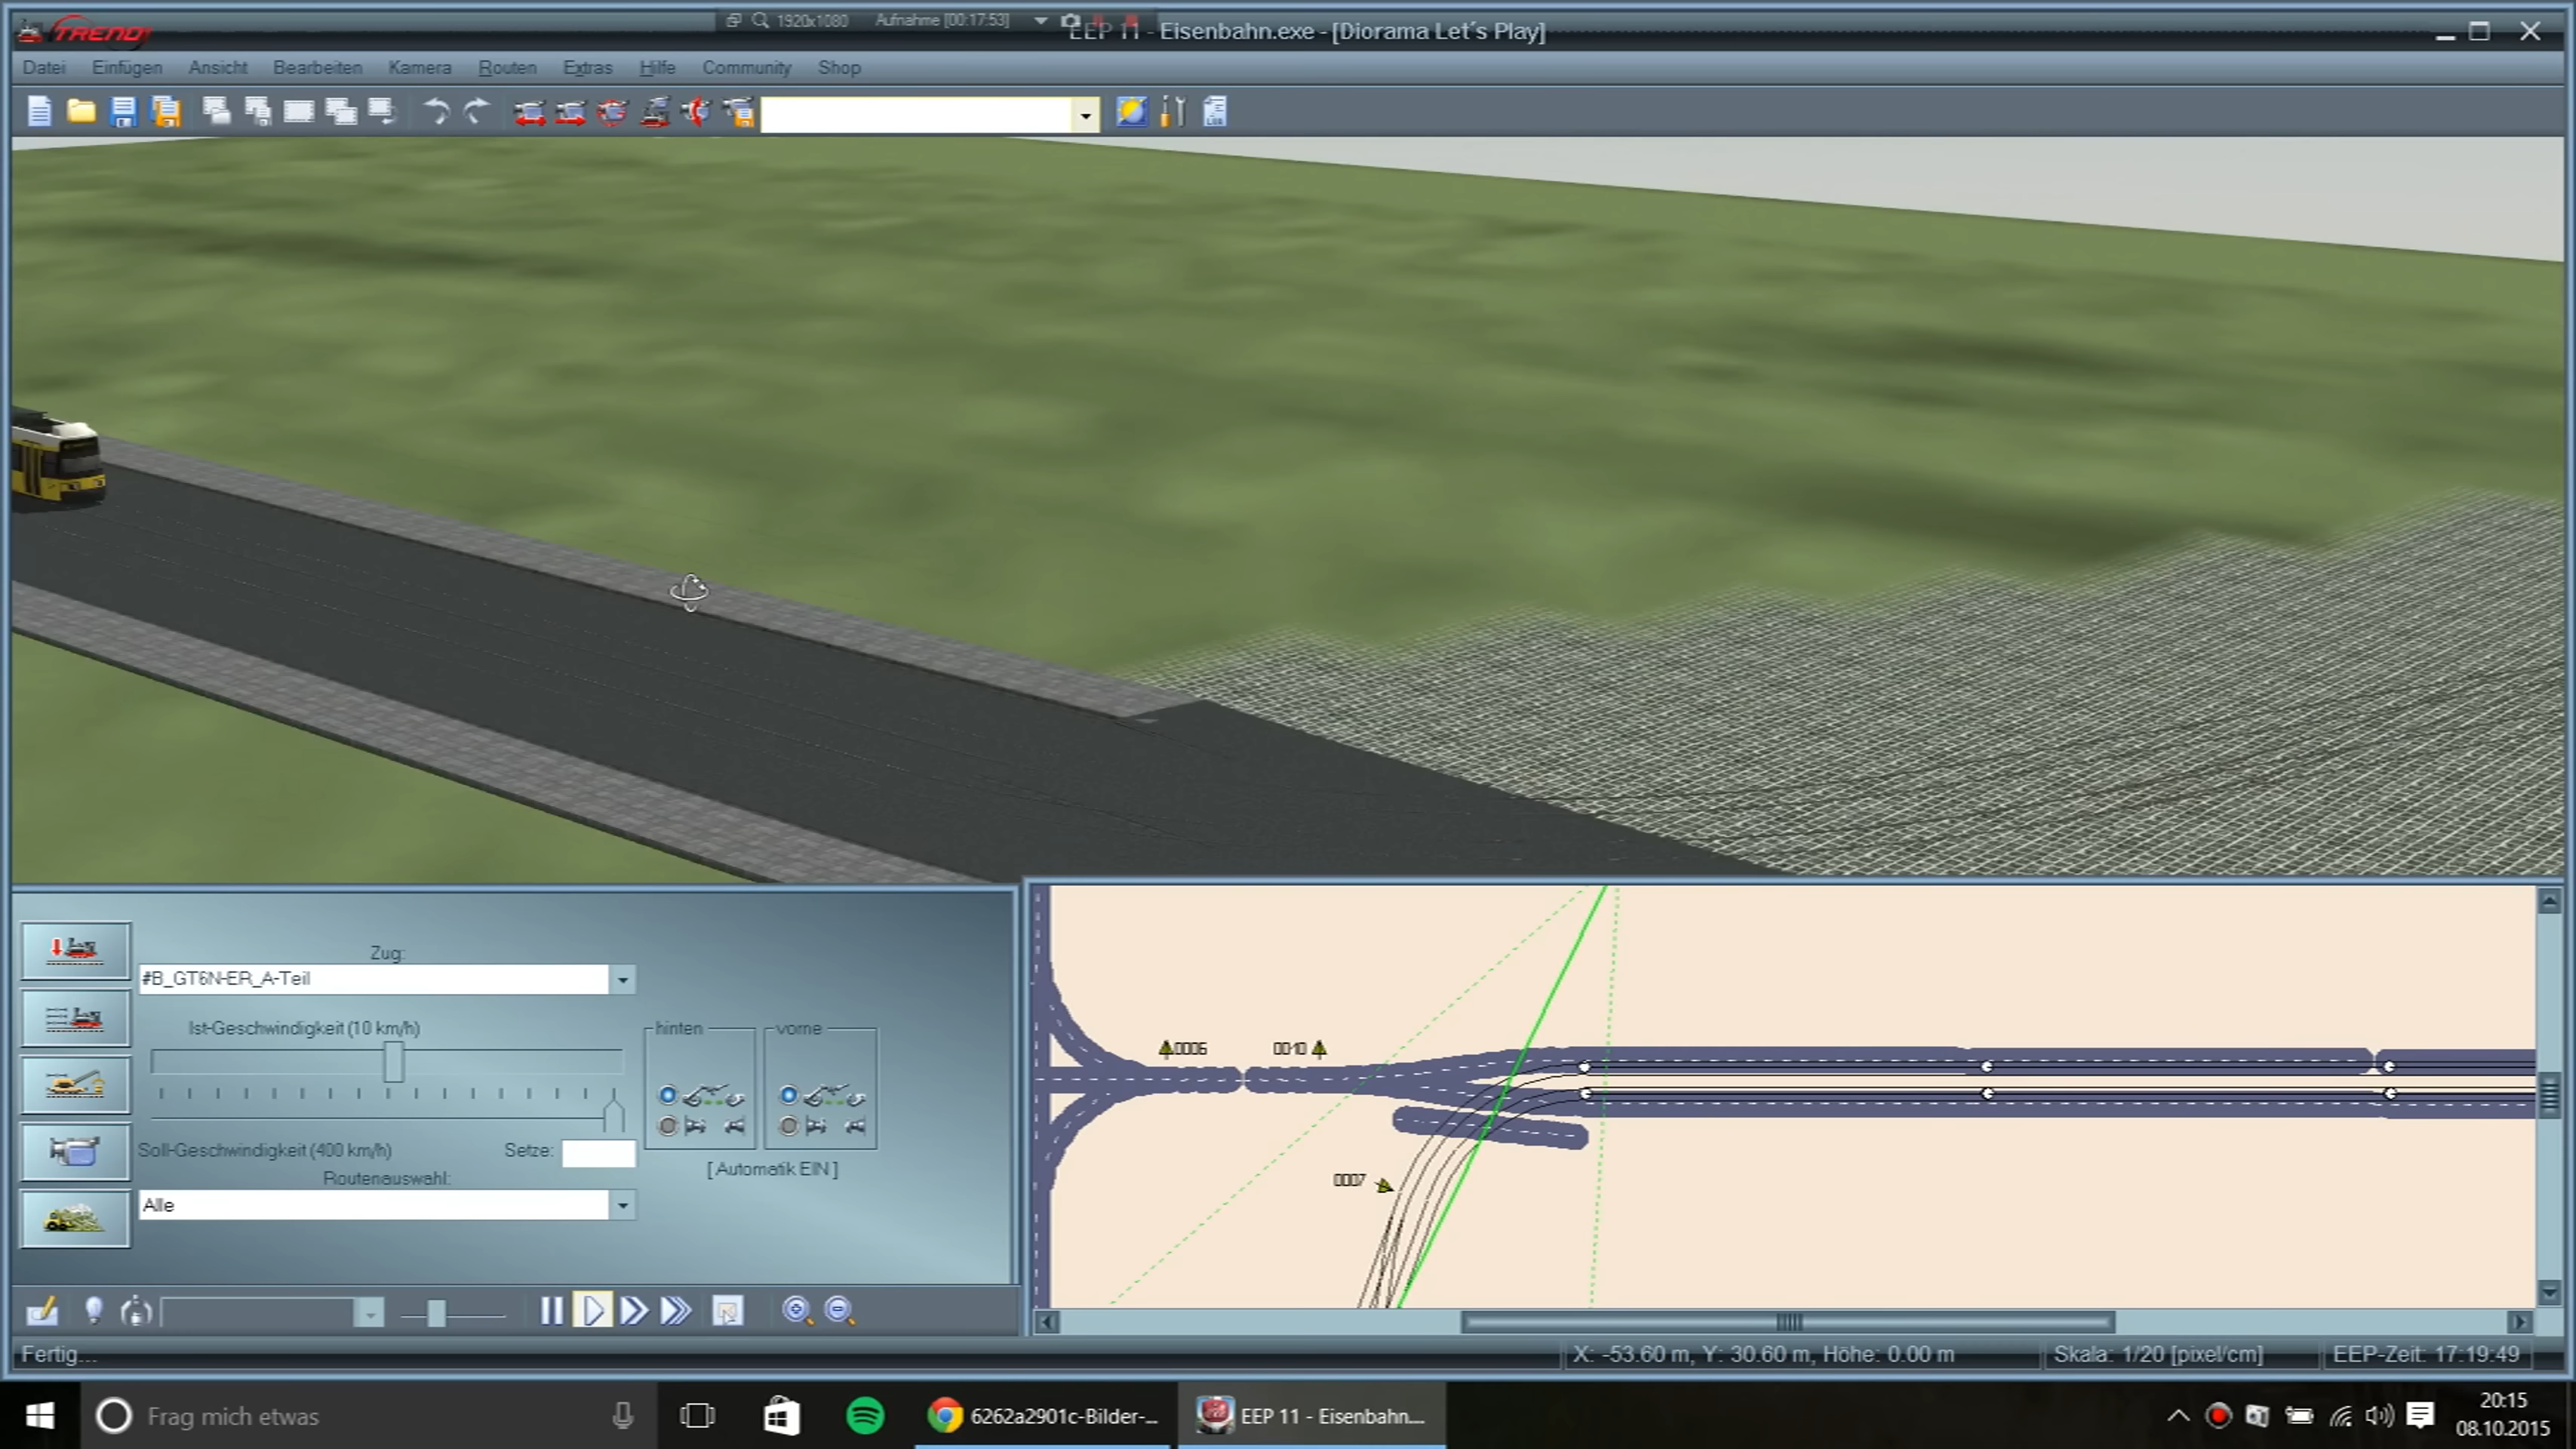 1920x1080 Aufnahme [00:17:53]
TREND EEP 11 - Eisenbahn.exe - [Diorama Let´s Play]
Datei Einfügen Ansicht Bearbeiten Kamera Routen Extras Hilfe Community Shop
Zug:
#B_GT6N-ER_A-Teil
Ist-Geschwindigkeit (10 km/h)
hinten vorne
Soll-Geschwindigkeit (400 km/h) Setze:
[ Automatik EIN ]
Routenauswahl:
Alle
0006 0010
0007
Fertig...
X: -53.60 m, Y: 30.60 m, Höhe: 0.00 m Skala: 1/20 [pixel/cm] EEP-Zeit: 17:19:49
Frag mich etwas 6262a2901c-Bilder-... EEP 11 - Eisenbahn....
20:15
08.10.2015